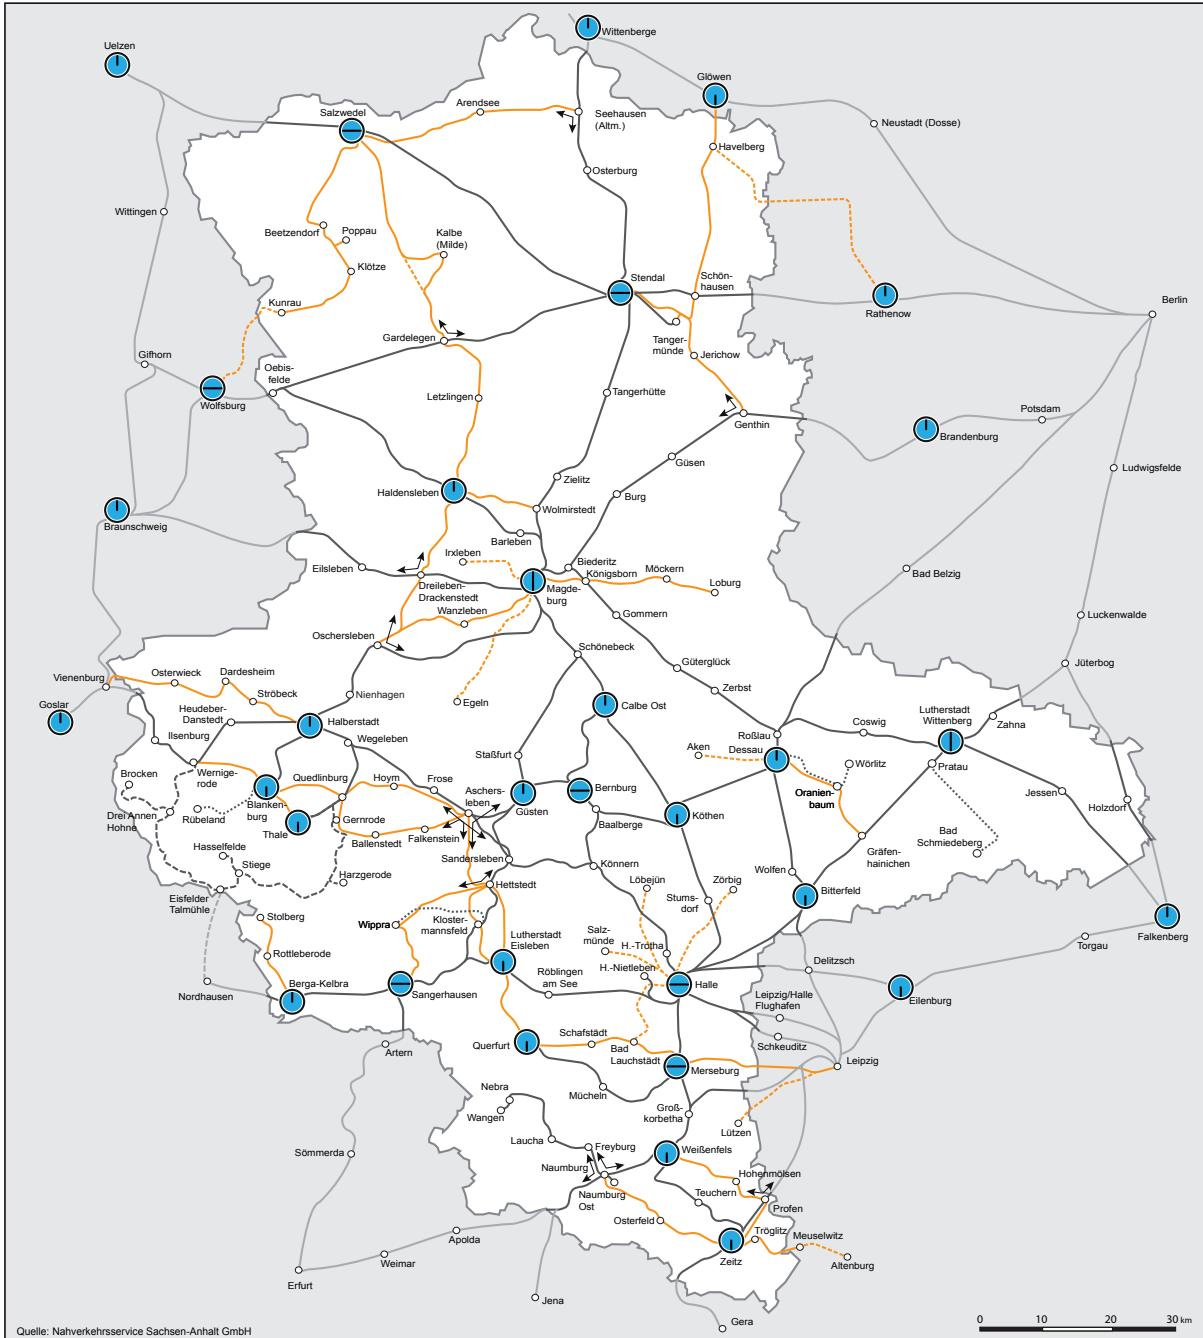 Uelzen
Wittenberge
Glöwen
Salzwedel
Arendsee
Seehausen
(Altm.)
Neustadt (Dosse)
Havelberg
Osterburg
Wittingen
Beetzendorf
Poppau
Kalbe
(Milde)
Klötze
Stendal
Schön-
hausen
Kunrau
Rathenow
Berlin
Gardelegen
Tanger-
münde
Jerichow
Gifhorn
Oebis-
felde
Wolfsburg
Letzlingen
Tangerhütte
Genthin
Potsdam
Brandenburg
Güsen
Ludwigsfelde
Haldensleben
Zielitz
Burg
Wolmirstedt
Braunschweig
Barleben
Irxleben
Biederitz
Eilsleben
Königsborn
Möckern
Bad Belzig
Dreileben-
Drackenstedt
Magde-
burg
Loburg
Wanzleben
Gommern
Luckenwalde
Oschersleben
Schönebeck
Güterglück
Jüterbog
Vienenburg
Osterwieck
Dardesheim
Ströbeck
Nienhagen
Zerbst
Egeln
Goslar
Heudeber-
Danstedt
Halberstadt
Calbe Ost
Lutherstadt
Wittenberg
Zahna
Ilsenburg
Wegeleben
Roßlau
Coswig
Staßfurt
Aken
Dessau
Wörlitz
Pratau
Brocken
Wernige-
rode
Quedlinburg
Hoym
Frose
Aschers-
leben
Bernburg
Oranien-
baum
Jessen
Holzdorf
Drei Annen
Hohne
Rübeland
Blanken-
burg
Thale
Gernrode
Güsten
Baalberge
Köthen
Ballenstedt
Falkenstein
Gräfen-
hainichen
Bad
Schmiedeberg
Hasselfelde
Stiege
Sandersleben
Könnern
Wolfen
Eisfelder
Talmühle
Harzgerode
Hettstedt
Löbejün
Zörbig
Bitterfeld
Stolberg
Wippra
Kloster-
mannsfeld
Lutherstadt
Eisleben
Stums-
dorf
Salz-
münde
H.-Trotha
Falkenberg
Torgau
Rottleberode
H.-Nietleben
Delitzsch
Nordhausen
Berga-Kelbra
Sangerhausen
Röblingen
am See
Halle
Leipzig/Halle
Flughafen
Eilenburg
Artern
Querfurt
Schafstädt
Bad
Lauchstädt
Schkeuditz
Merseburg
Leipzig
Nebra
Wangen
Mücheln
Groß-
korbetha
Lützen
Laucha
Freyburg
Weißenfels
Sömmerda
Naumburg
Hohenmölsen
Naumburg
Ost
Teuchern
Profen
Osterfeld
Tröglitz
Meuselwitz
Apolda
Zeitz
Altenburg
Weimar
Erfurt
Jena
Gera
Quelle: Nahverkehrsservice Sachsen-Anhalt GmbH
0 10 20 30 km